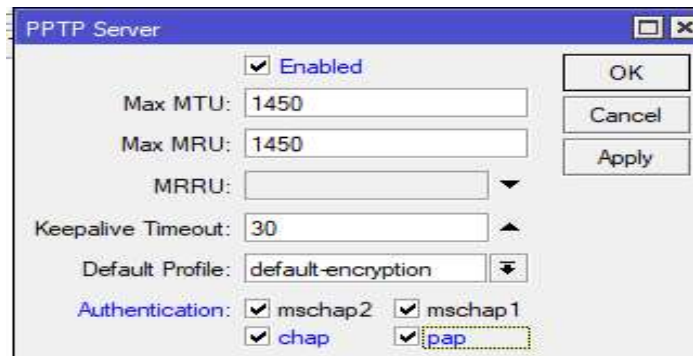 PPTP Server
Enabled
OK
Max MTU: 1450
Cancel
Max MRU: 1450
Apply
MRRU:
Keepalive Timeout: 30
Default Profile: default-encryption
Authentication: mschap2 mschap1
chap pap